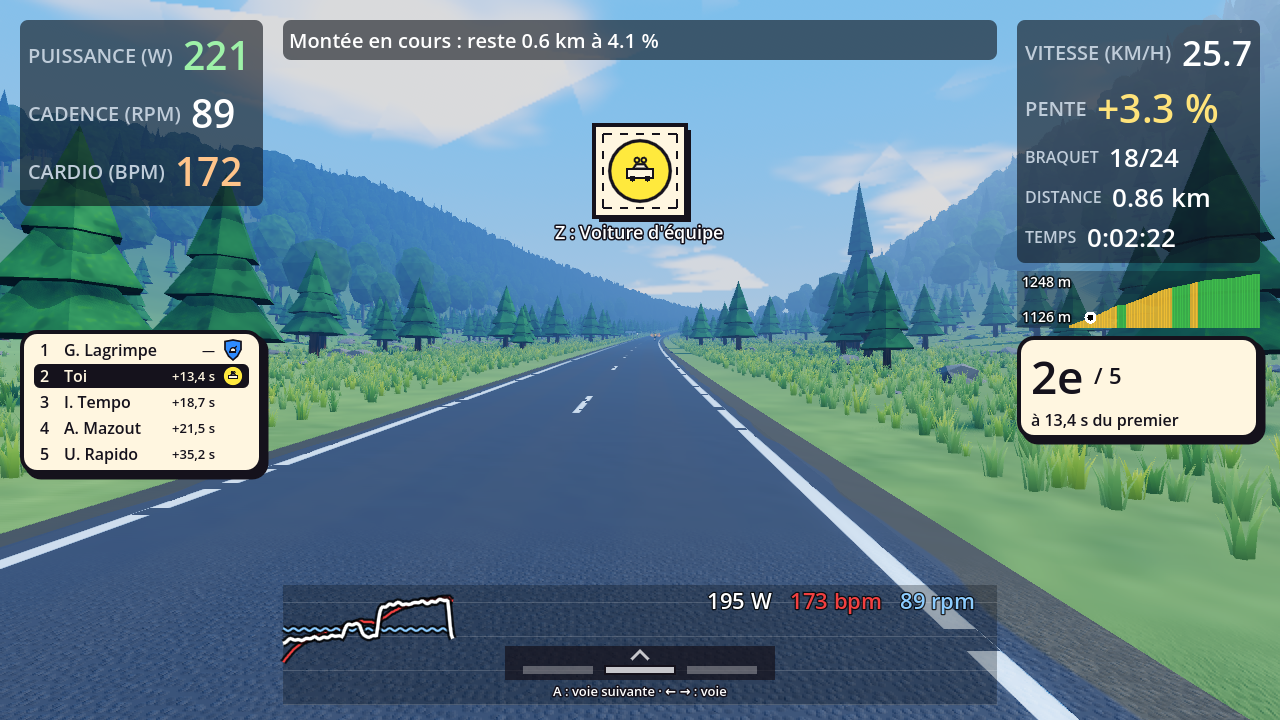 PUISSANCE (W) 221
CADENCE (RPM) 89
CARDIO (BPM) 172
Montée en cours : reste 0.6 km à 4.1 %
Z : Voiture d'équipe
VITESSE (KM/H) 25.7
PENTE +3.3 %
BRAQUET 18/24
DISTANCE 0.86 km
TEMPS 0:02:22
1248 m
1126 m
1 G. Lagrimpe —
2 Toi +13,4 s
3 I. Tempo +18,7 s
4 A. Mazout +21,5 s
5 U. Rapido +35,2 s
2e / 5
à 13,4 s du premier
195 W 173 bpm 89 rpm
A : voie suivante · ← → : voie